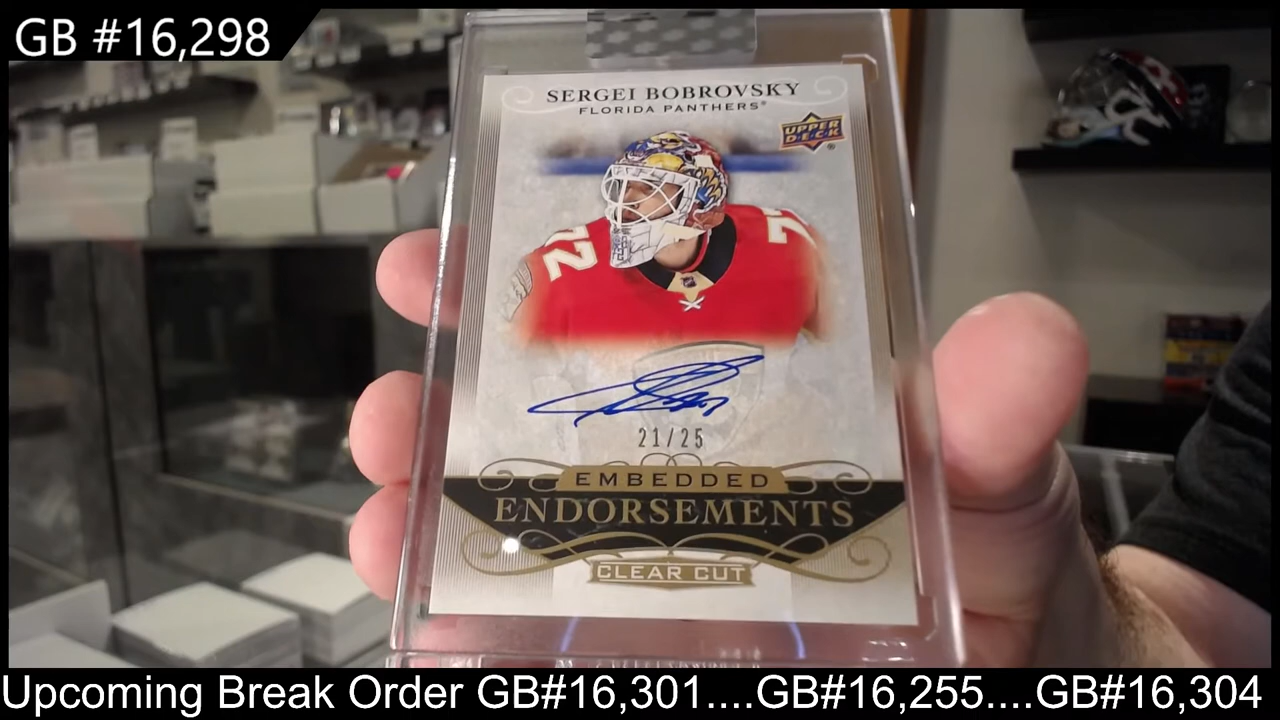 GB #16,298
SERGEI BOBROVSKY
FLORIDA PANTHERS®
UPPER
DECK®
72
72
21/25
EMBEDDED
ENDORSEMENTS
CLEAR CUT
Upcoming Break Order GB#16,301....GB#16,255....GB#16,304